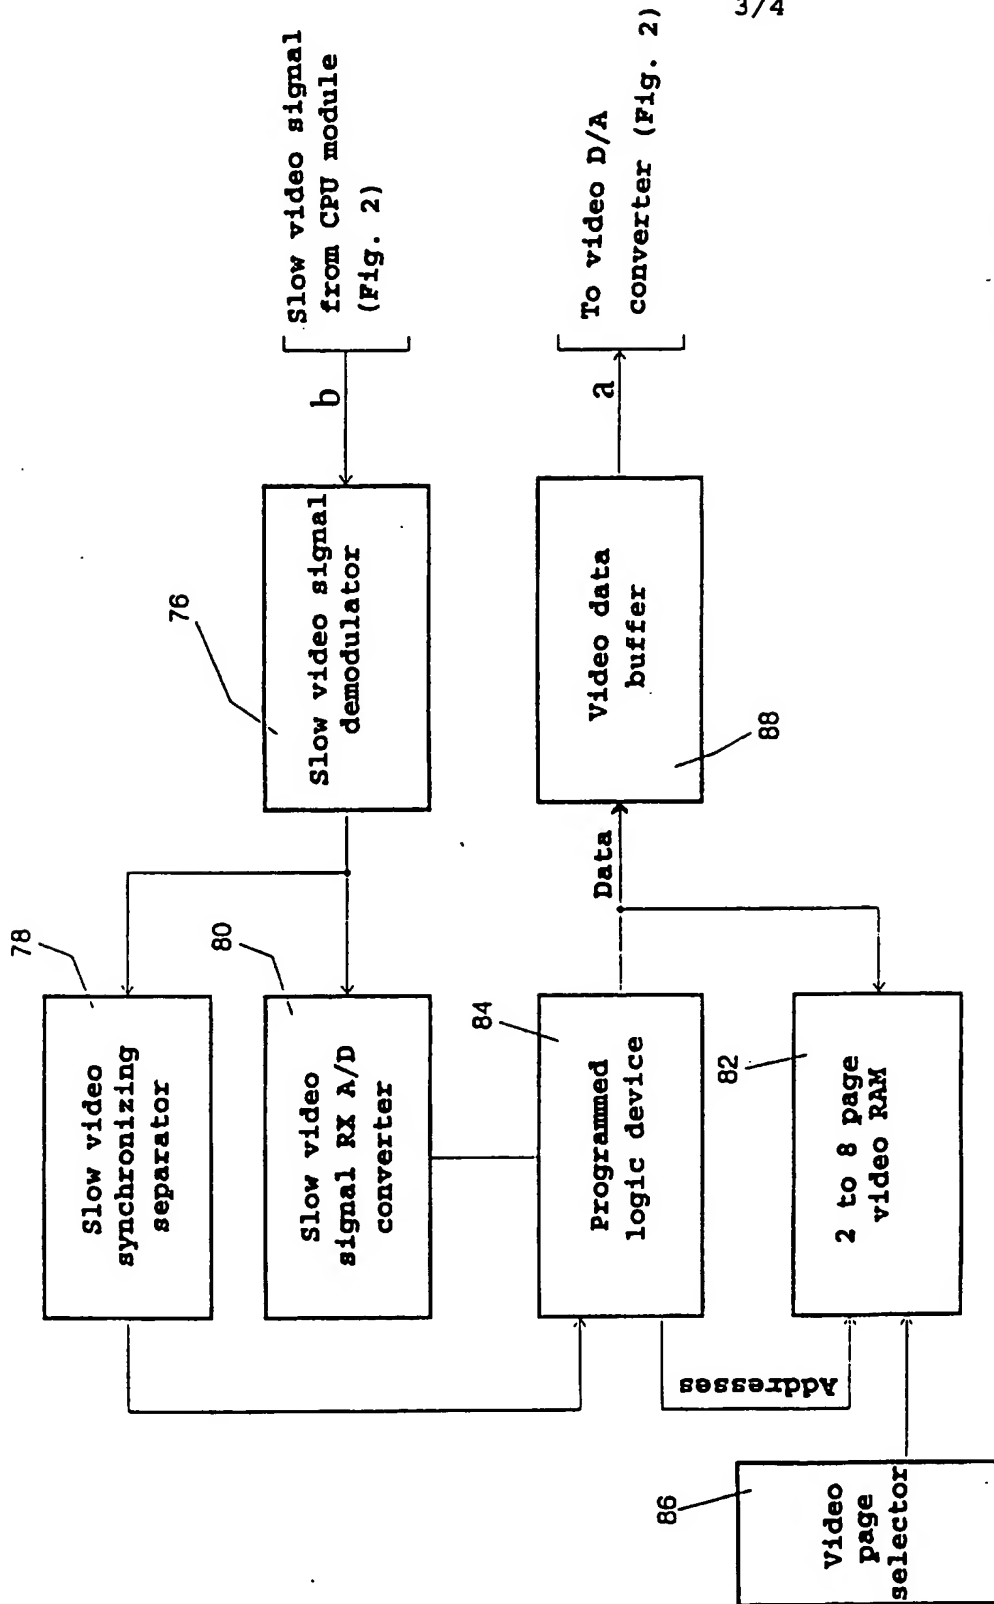 3/4
Slow video signal
from CPU module
(Fig. 2)
b
To video D/A
converter (Fig. 2)
a
76
Slow video signal
demodulator
Video data
buffer
88
Data
78
Slow video
synchronizing
separator
80
Slow video
signal RX A/D
converter
84
Programmed
logic device
82
2 to 8 page
video RAM
Addresses
86
Video
page
selector